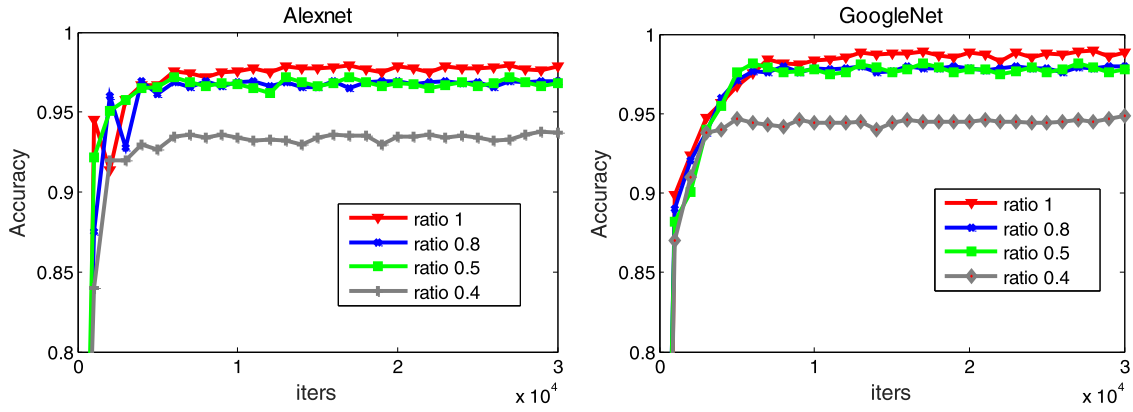 Alexnet
1
0.95
0.9
0.85
0.8
Accuracy
0
1
2
3
iters
x 10^4
ratio 1
ratio 0.8
ratio 0.5
ratio 0.4
GoogleNet
1
0.95
0.9
0.85
0.8
Accuracy
0
1
2
3
iters
x 10^4
ratio 1
ratio 0.8
ratio 0.5
ratio 0.4